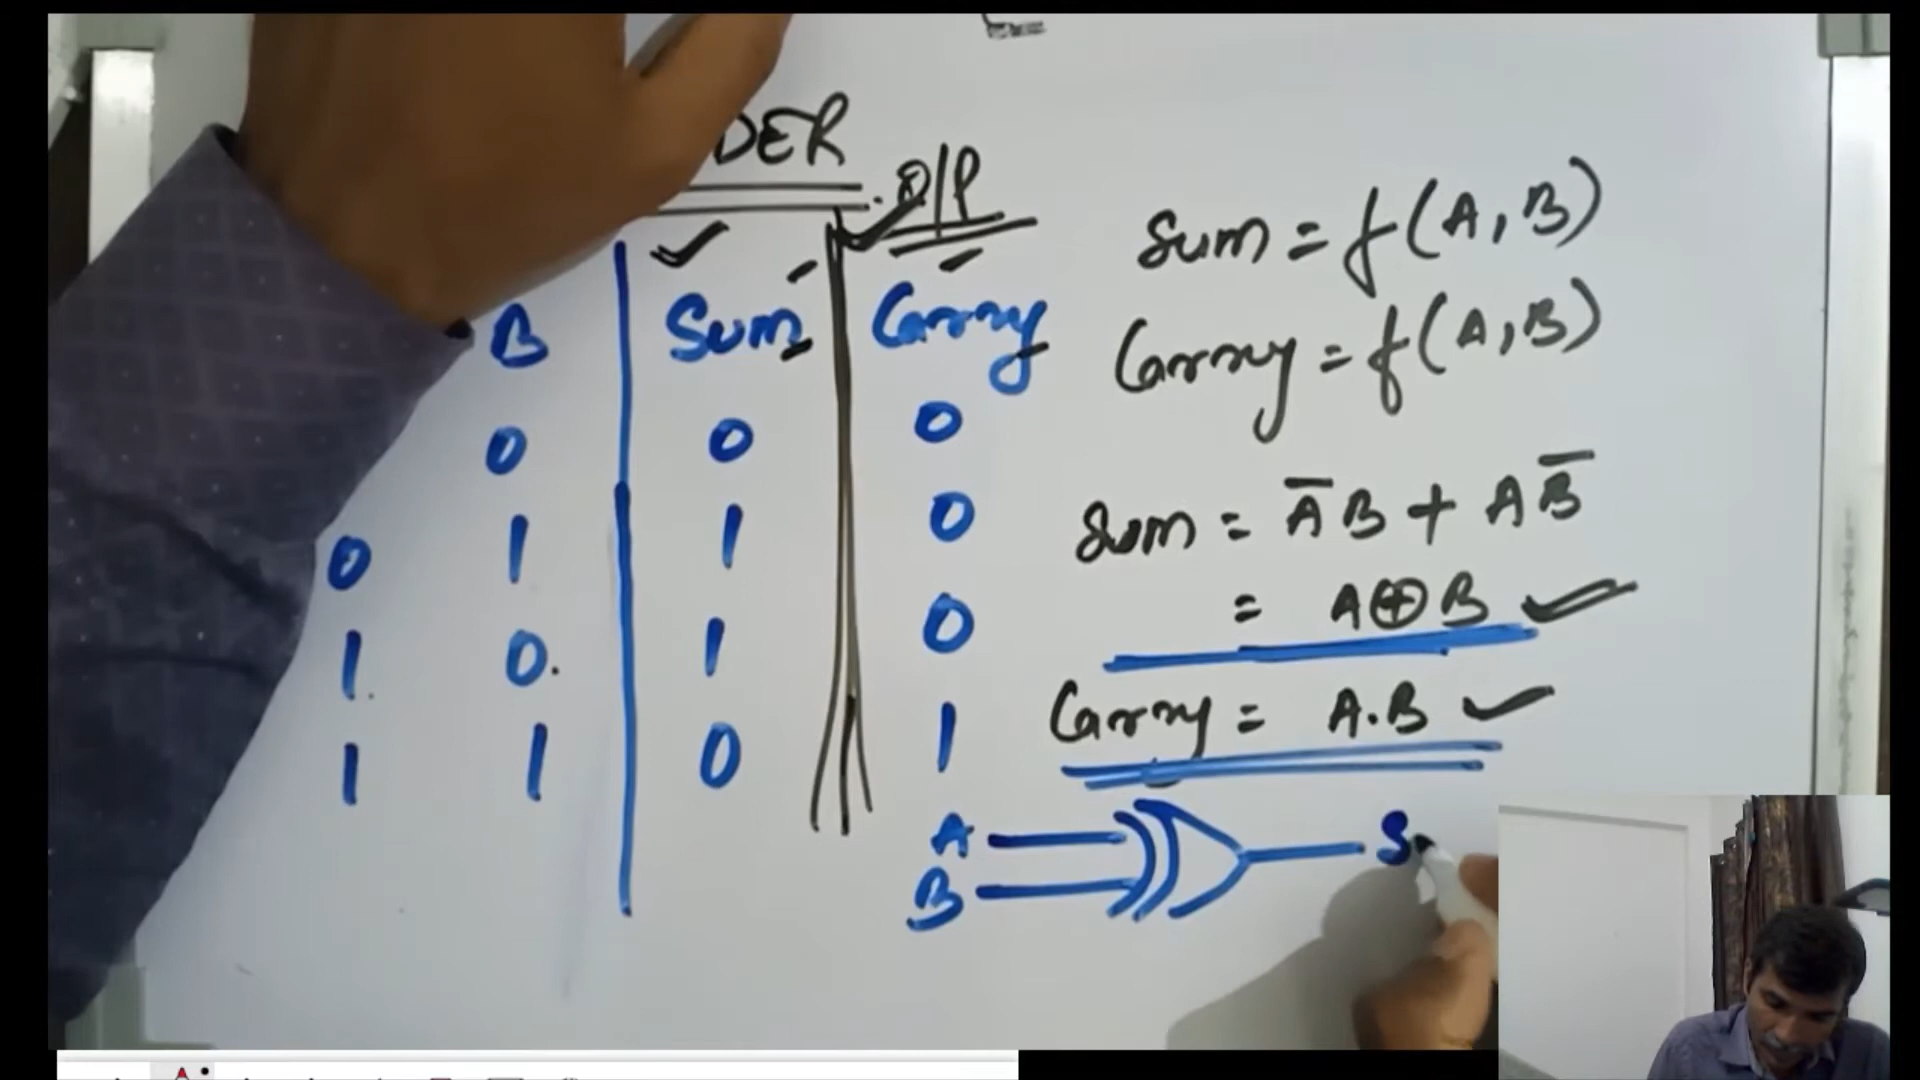 DER
O/P
B Sum Carry
0 0 0
0 1 1 0
1 0 1 0
1 1 0 1
Sum = f(A, B)
Carry = f(A, B)
Sum = A̅B + AB̅
= A⊕B ✓
Carry = A.B ✓
A
B
S